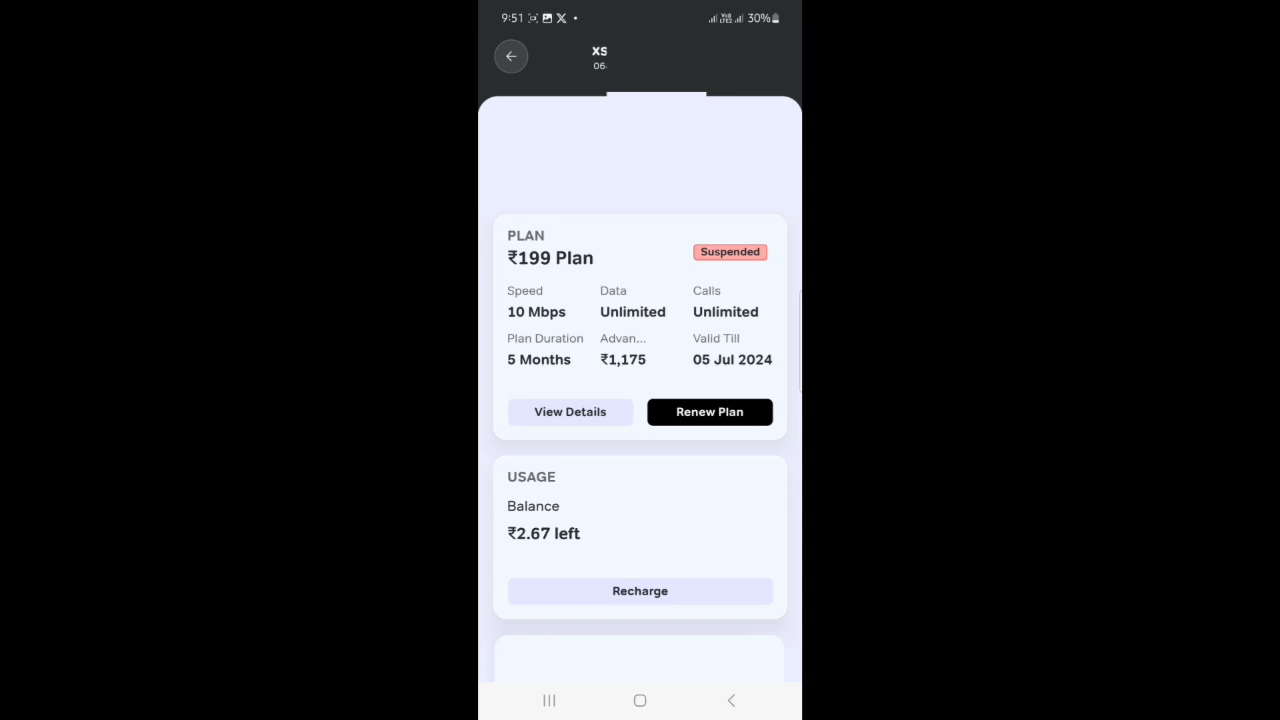 9:51 30%
XS
06
PLAN
₹199 Plan
Suspended
Speed Data Calls
10 Mbps Unlimited Unlimited
Plan Duration Advan... Valid Till
5 Months ₹1,175 05 Jul 2024
View Details Renew Plan
USAGE
Balance
₹2.67 left
Recharge